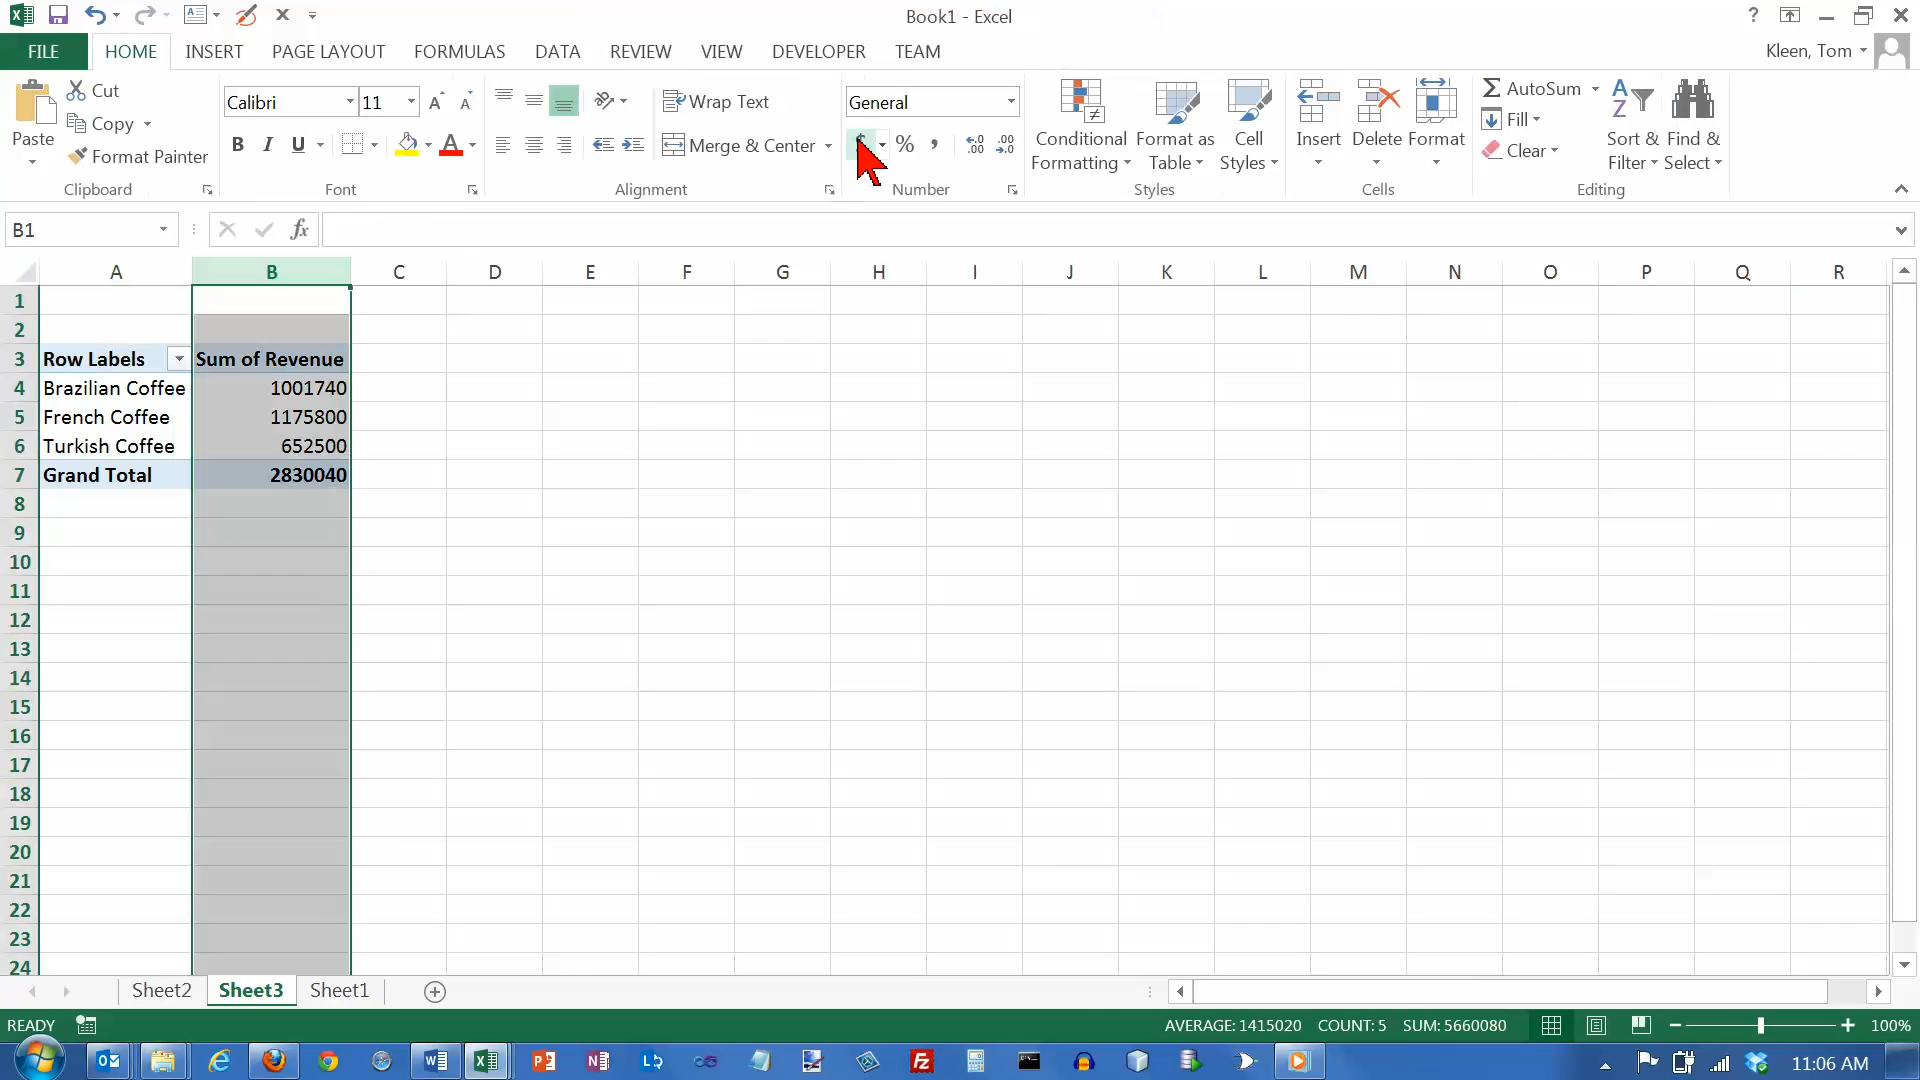 Book1 - Excel
?
FILE HOME INSERT PAGE LAYOUT FORMULAS DATA REVIEW VIEW DEVELOPER TEAM Kleen, Tom
Paste
Cut
Copy
Format Painter
Clipboard
Calibri 11
B I U A
Font
Wrap Text
Merge & Center
Alignment
General
$ % ,
Number
Conditional Formatting
Format as Table
Cell Styles
Styles
Insert Delete Format
Cells
AutoSum
Fill
Clear
Sort & Filter
Find & Select
Editing
B1 fx
A B C D E F G H I J K L M N O P Q R
1
2
3 Row Labels Sum of Revenue
4 Brazilian Coffee 1001740
5 French Coffee 1175800
6 Turkish Coffee 652500
7 Grand Total 2830040
8
9
10
11
12
13
14
15
16
17
18
19
20
21
22
23
24
Sheet2 Sheet3 Sheet1
READY AVERAGE: 1415020 COUNT: 5 SUM: 5660080 100%
11:06 AM